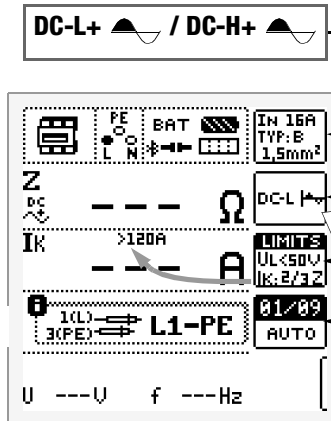 DC-L+ / DC-H+
PE
L N
BAT
IN 16A
TYP:B
1,5mm²
Z
DC
--- Ω
DC-L
IK
>120A
--- A
LIMITS
UL<50V
IK:2/3Z
1(L)
3(PE)
L1-PE
01/09
AUTO
U ---V f ---Hz